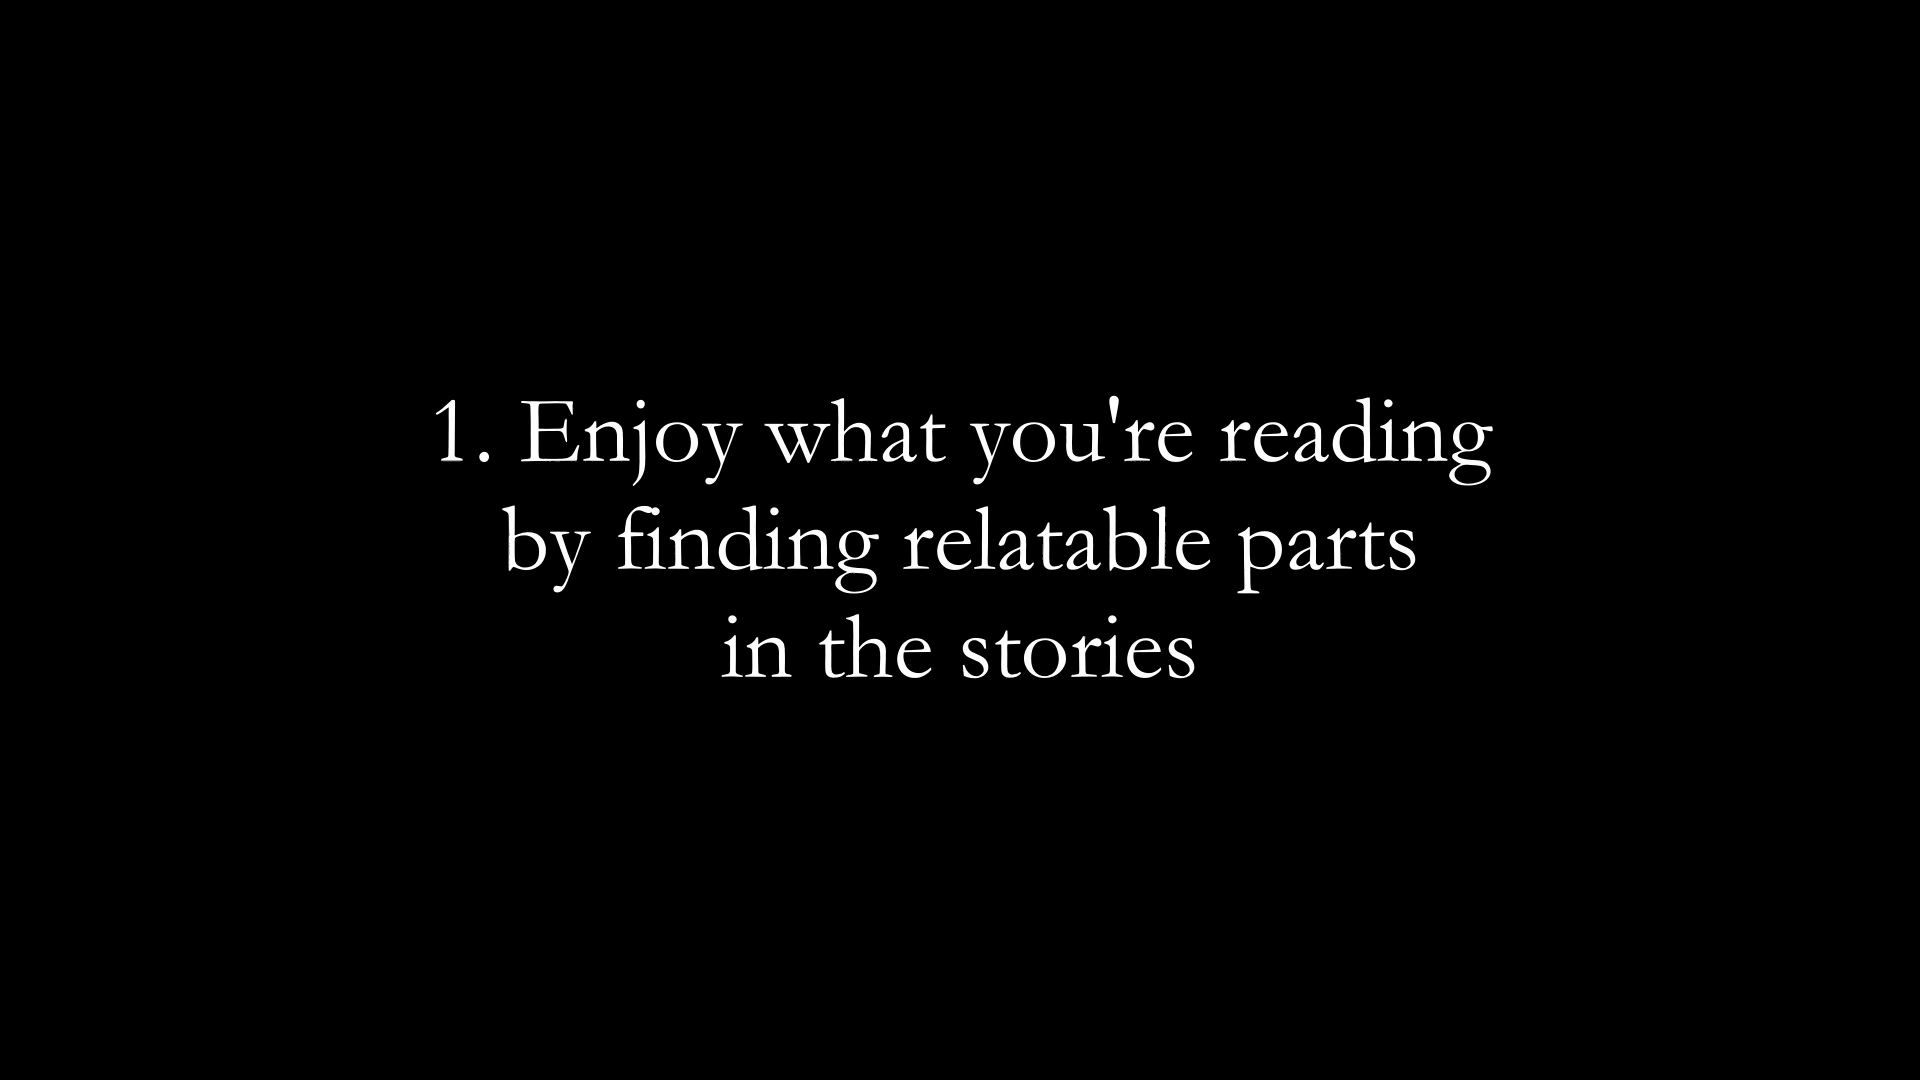 1. Enjoy what you're reading
by finding relatable parts
in the stories